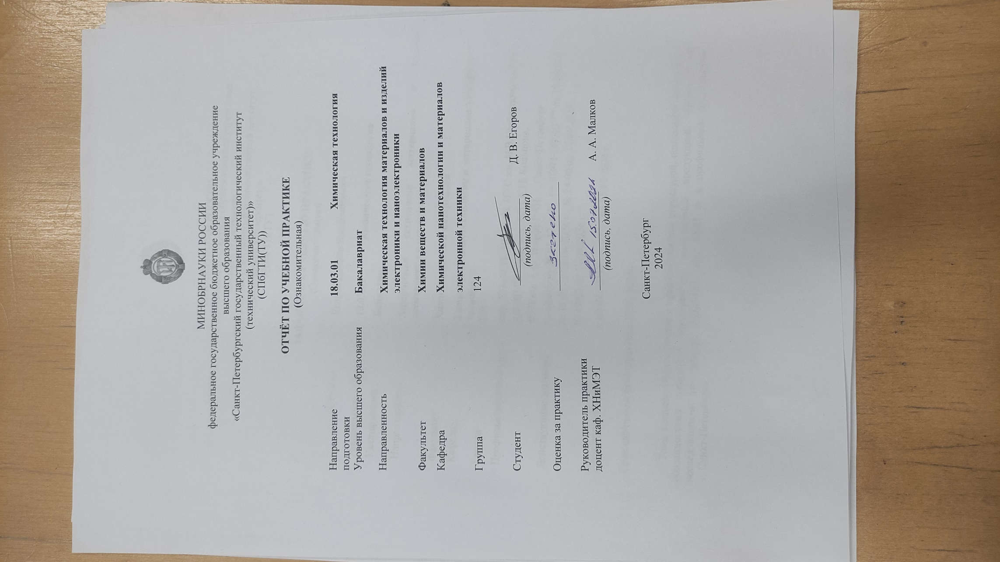 МИНОБРНАУКИ РОССИИ
федеральное государственное бюджетное образовательное учреждение
высшего образования
«Санкт-Петербургский государственный технологический институт
(технический университет)»
(СПбГТИ(ТУ))
ОТЧЁТ ПО УЧЕБНОЙ ПРАКТИКЕ
(Ознакомительная)
Направление 18.03.01 Химическая технология
подготовки
Уровень высшего образования Бакалавриат
Направленность Химическая технология материалов и изделий
электроники и наноэлектроники
Факультет Химии веществ и материалов
Кафедра Химической нанотехнологии и материалов
электронной техники
Группа 124
Студент Д. В. Егоров
(подпись, дата)
Оценка за практику зачтено
Руководитель практики
доцент каф. ХНиМЭТ 15.07.2024 А. А. Малков
(подпись, дата)
Санкт-Петербург
2024